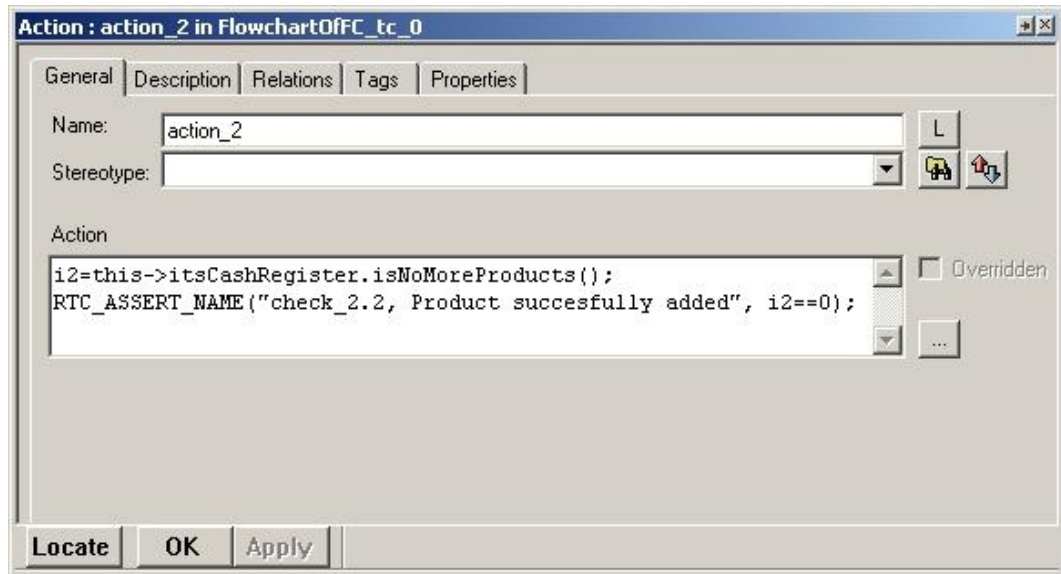 Action : action_2 in FlowchartOfFC_tc_0
General Description Relations Tags Properties
Name: action_2 L
Stereotype:
Action
i2=this->itsCashRegister.isNoMoreProducts(); Overridden
RTC_ASSERT_NAME("check_2.2, Product succesfully added", i2==0);
...
Locate OK Apply